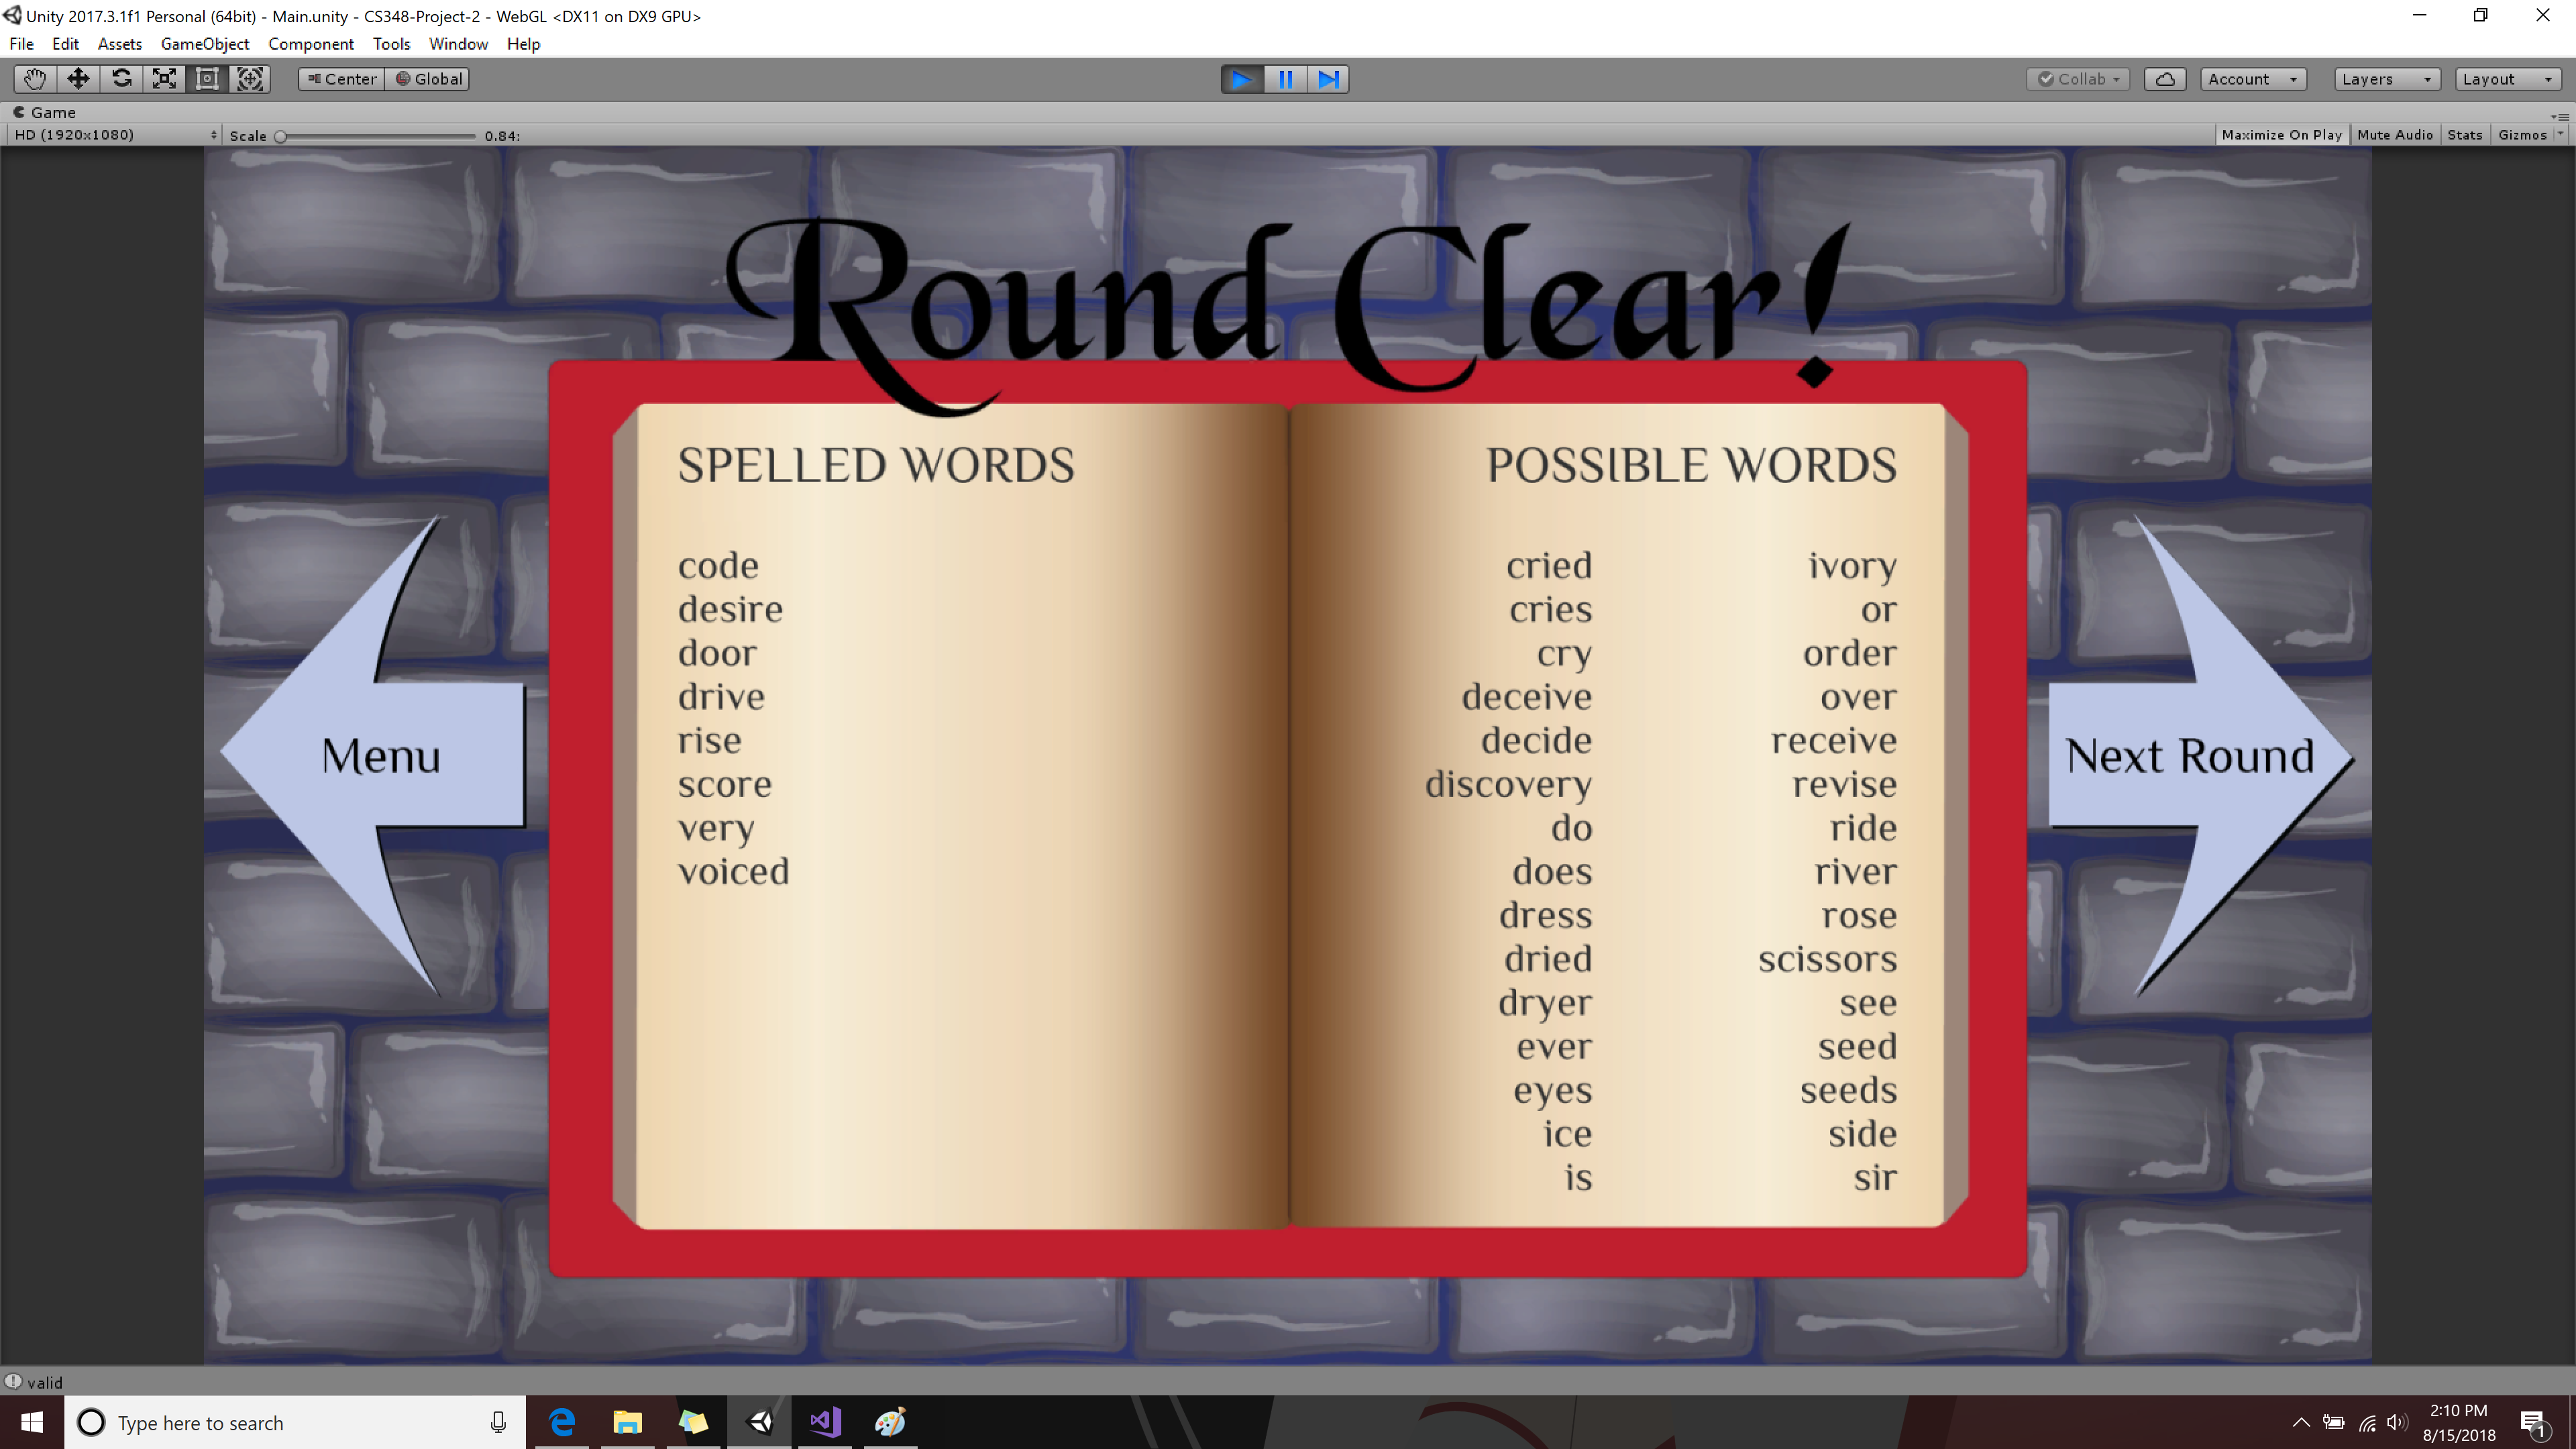 Unity 2017.3.1f1 Personal (64bit) - Main.unity - CS348-Project-2 - WebGL <DX11 on DX9 GPU>
File Edit Assets GameObject Component Tools Window Help
Center Global Collab Account Layers Layout
Game
HD (1920x1080) Scale 0.84: Maximize On Play Mute Audio Stats Gizmos
Round Clear!
SPELLED WORDS
code
desire
door
drive
rise
score
very
voiced
POSSIBLE WORDS
cried ivory
cries or
cry order
deceive over
decide receive
discovery revise
do ride
does river
dress rose
dried scissors
dryer see
ever seed
eyes seeds
ice side
is sir
Menu
Next Round
valid
Type here to search
2:10 PM
8/15/2018
1